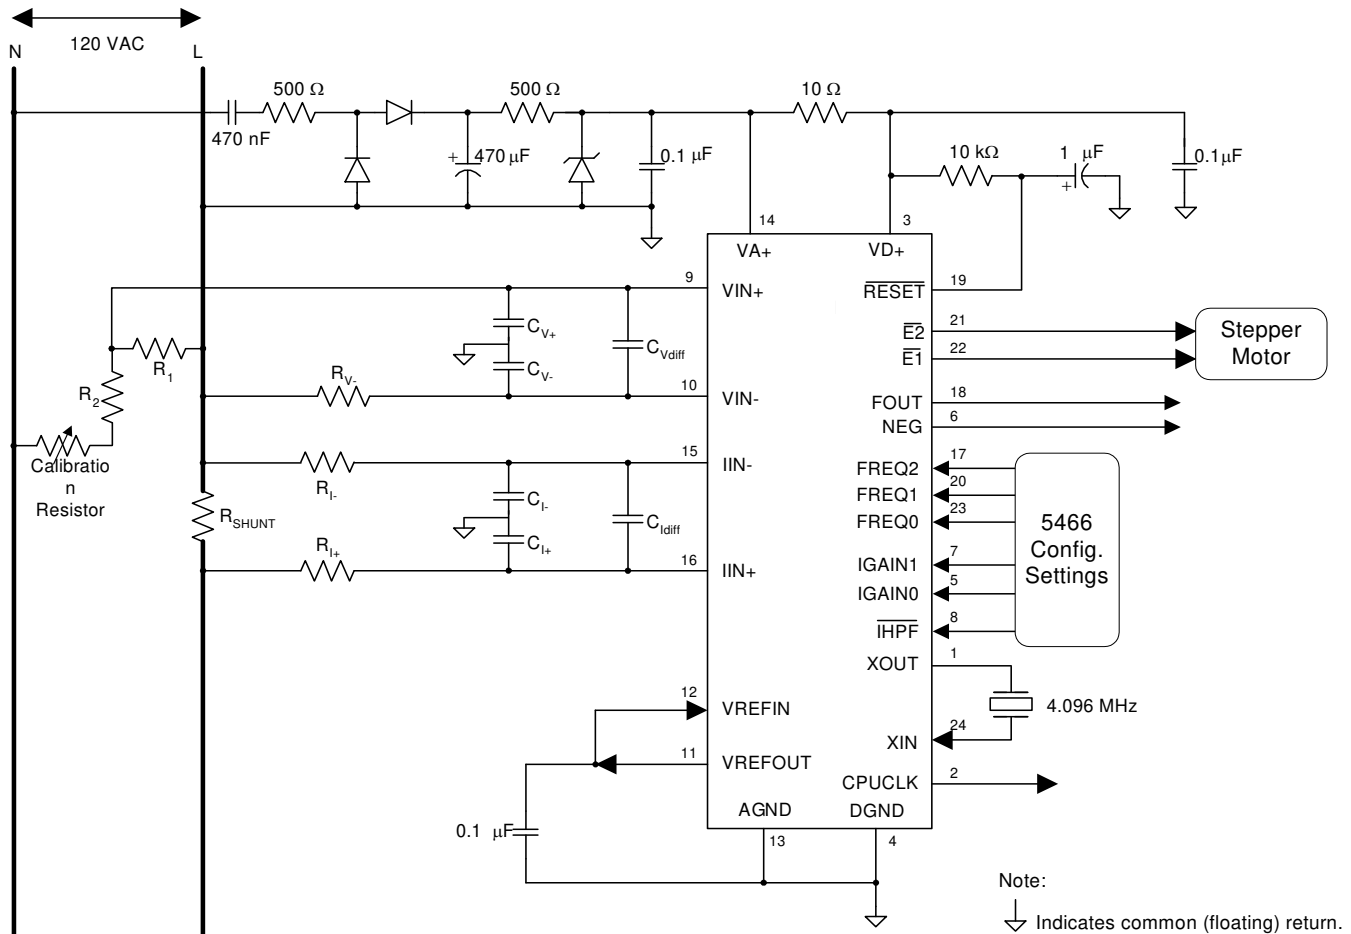 120 VAC
N
L
500 Ω
500 Ω
10 Ω
470 nF
+
470 µF
0.1 µF
10 kΩ
1 µF
+
0.1µF
14
3
VA+
VD+
9
VIN+
RESET
19
CV+
CVdiff
CV-
E2
21
E1
22
Stepper
Motor
R1
R2
RV-
10
VIN-
FOUT
18
NEG
6
Calibratio
n
Resistor
RI-
15
IIN-
FREQ2
17
FREQ1
20
FREQ0
23
5466
Config.
Settings
RSHUNT
CI-
CIdiff
CI+
RI+
16
IIN+
IGAIN1
7
IGAIN0
5
IHPF
8
XOUT
1
4.096 MHz
XIN
24
12
VREFIN
11
VREFOUT
CPUCLK
2
AGND
DGND
0.1 µF
13
4
Note:
Indicates common (floating) return.